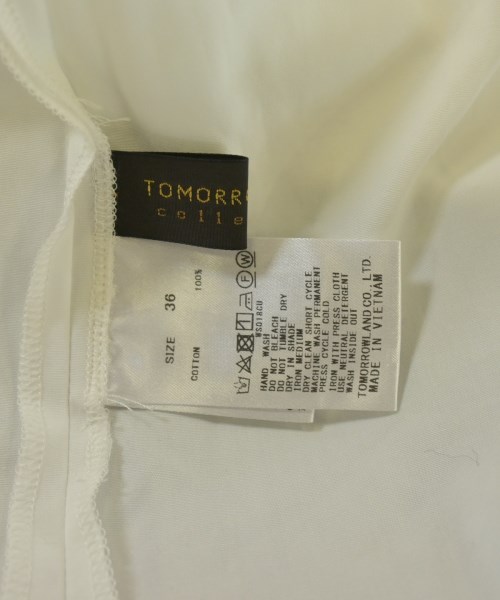 TOMORR
colle
SIZE 36
COTTON 100%
WSD18CU
HAND WASH
DO NOT BLEACH
DO NOT TUMBLE DRY
DRY IN SHADE
IRON MEDIUM
DRY CLEAN SHORT CYCLE
MACHINE WASH PERMANENT
PRESS CYCLE COLD
IRON WITH PRESS CLOTH
USE NEUTRAL DETERGENT
WASH INSIDE OUT
TOMORROWLAND CO., LTD.
MADE IN VIETNAM